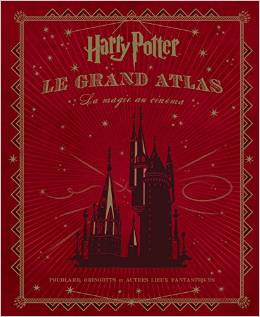 Harry Potter
LE GRAND ATLAS
La magie au cinéma
POUDLARD, GRINGOTTS ET AUTRES LIEUX FANTASTIQUES